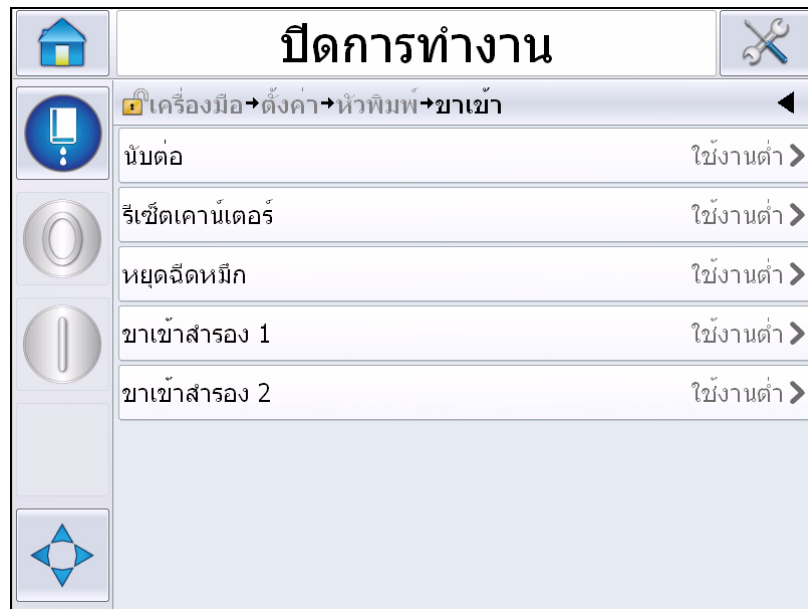 ปิดการทำงาน
เครื่องมือ➔ตั้งค่า➔หัวพิมพ์➔ขาเข้า
นับต่อ ใช้งานต่ำ
รีเซ็ตเคาน์เตอร์ ใช้งานต่ำ
หยุดฉีดหมึก ใช้งานต่ำ
ขาเข้าสำรอง 1 ใช้งานต่ำ
ขาเข้าสำรอง 2 ใช้งานต่ำ